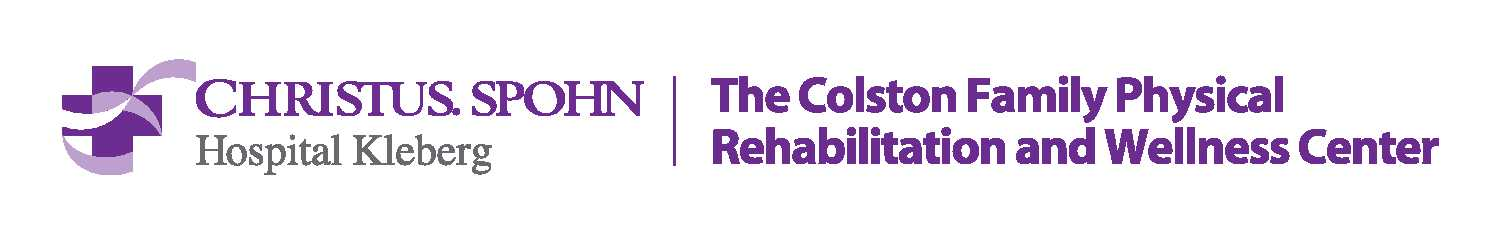 CHRISTUS. SPOHN
Hospital Kleberg
The Colston Family Physical
Rehabilitation and Wellness Center